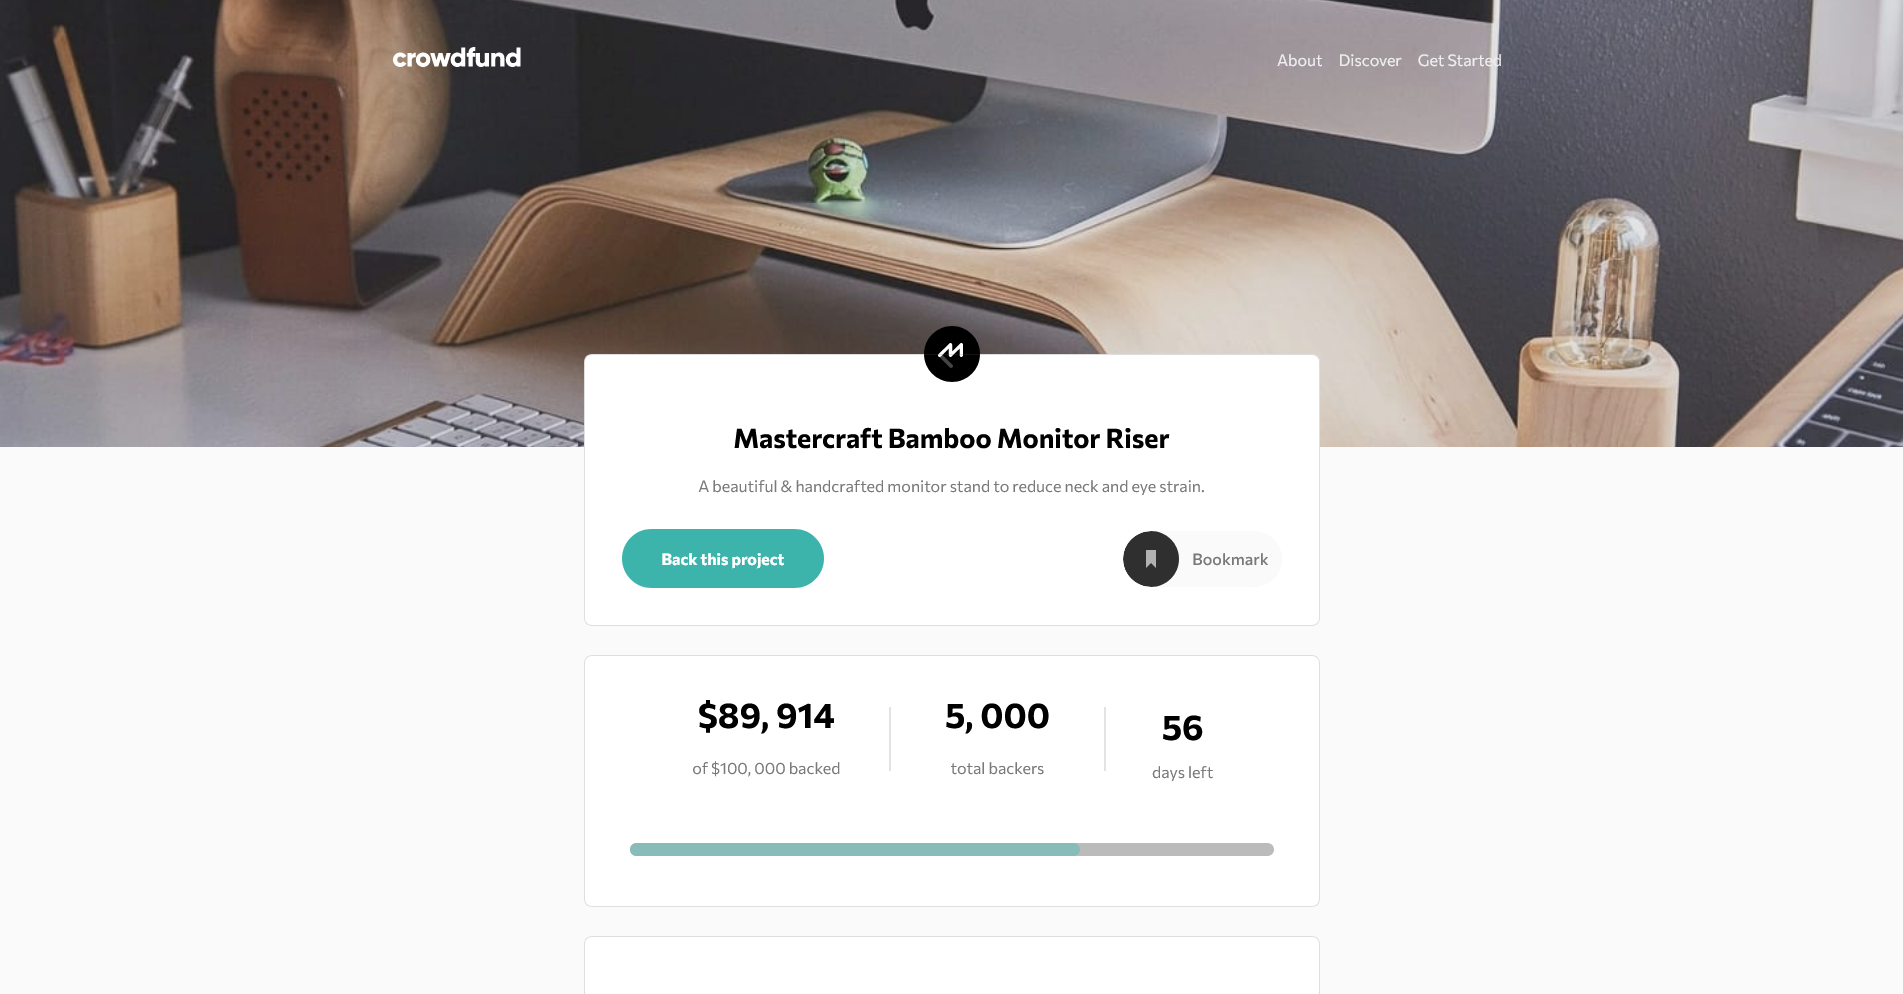 crowdfund
About Discover Get Started
Mastercraft Bamboo Monitor Riser
A beautiful & handcrafted monitor stand to reduce neck and eye strain.
Back this project
Bookmark
$89, 914
of $100, 000 backed
5, 000
total backers
56
days left